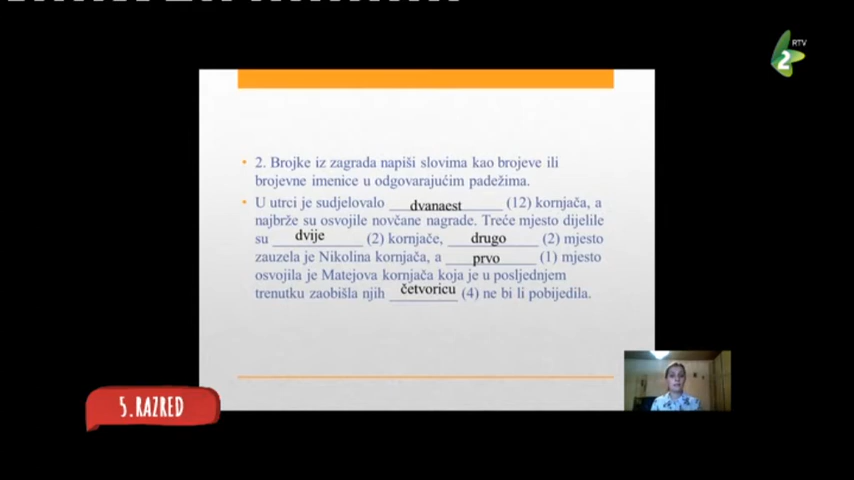 RTV
2
2. Brojke iz zagrada napiši slovima kao brojeve ili
brojevne imenice u odgovarajućim padežima.
U utrci je sudjelovalo dvanaest (12) kornjača, a
najbrže su osvojile novčane nagrade. Treće mjesto dijelile
su dvije (2) kornjače, drugo (2) mjesto
zauzela je Nikolina kornjača, a prvo (1) mjesto
osvojila je Matejova kornjača koja je u posljednjem
trenutku zaobišla njih četvoricu (4) ne bi li pobijedila.
5.RAZRED